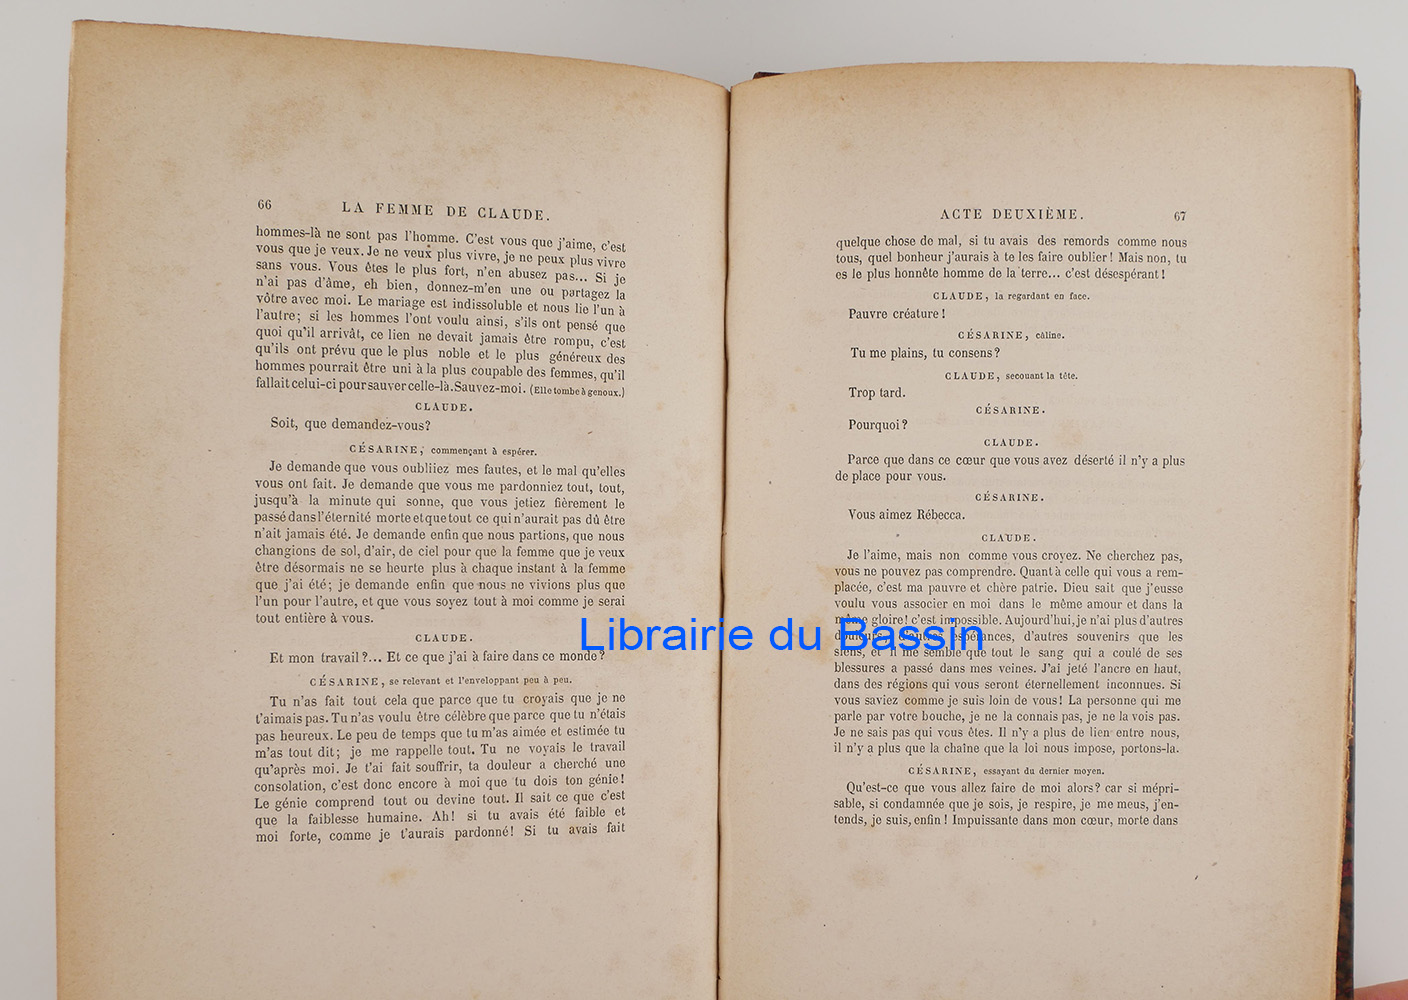 66 LA FEMME DE CLAUDE.
hommes-là ne sont pas l'homme. C'est vous que j'aime, c'est
vous que je veux. Je ne veux plus vivre, je ne peux plus vivre
sans vous. Vous êtes le plus fort, n'en abusez pas... Si je
n'ai pas d'âme, eh bien, donnez-m'en une ou partagez la
vôtre avec moi. Le mariage est indissoluble et nous lie l'un à
l'autre; si les hommes l'ont voulu ainsi, s'ils ont pensé que
quoi qu'il arrivât, ce lien ne devait jamais être rompu, c'est
qu'ils ont prévu que le plus noble et le plus généreux des
hommes pourrait être uni à la plus coupable des femmes, qu'il
fallait celui-ci pour sauver celle-là. Sauvez-moi. (Elle tombe à genoux.)
CLAUDE.
Soit, que demandez-vous?
CÉSARINE, commençant à espérer.
Je demande que vous oubliiez mes fautes, et le mal qu'elles
vous ont fait. Je demande que vous me pardonniez tout, tout,
jusqu'à la minute qui sonne, que vous jetiez fièrement le
passé dans l'éternité morte et que tout ce qui n'aurait pas dû être
n'ait jamais été. Je demande enfin que nous partions, que nous
changions de sol, d'air, de ciel pour que la femme que je veux
être désormais ne se heurte plus à chaque instant à la femme
que j'ai été; je demande enfin que nous ne vivions plus que
l'un pour l'autre, et que vous soyez tout à moi comme je serai
tout entière à vous.
CLAUDE.
Et mon travail?... Et ce que j'ai à faire dans ce monde?
CÉSARINE, se relevant et l'enveloppant peu à peu.
Tu n'as fait tout cela que parce que tu croyais que je ne
t'aimais pas. Tu n'as voulu être célèbre que parce que tu n'étais
pas heureux. Le peu de temps que tu m'as aimée et estimée tu
m'as tout dit; je me rappelle tout. Tu ne voyais le travail
qu'après moi. Je t'ai fait souffrir, ta douleur a cherché une
consolation, c'est donc encore à moi que tu dois ton génie!
Le génie comprend tout ou devine tout. Il sait ce que c'est
que la faiblesse humaine. Ah! si tu avais été faible et
moi forte, comme je t'aurais pardonné! Si tu avais fait
ACTE DEUXIÈME. 67
quelque chose de mal, si tu avais des remords comme nous
tous, quel bonheur j'aurais à te les faire oublier! Mais non, tu
es le plus honnête homme de la terre... c'est désespérant!
CLAUDE, la regardant en face.
Pauvre créature!
CÉSARINE, câline.
Tu me plains, tu consens?
CLAUDE, secouant la tête.
Trop tard.
CÉSARINE.
Pourquoi?
CLAUDE.
Parce que dans ce cœur que vous avez déserté il n'y a plus
de place pour vous.
CÉSARINE.
Vous aimez Rébecca.
CLAUDE.
Je l'aime, mais non comme vous croyez. Ne cherchez pas,
vous ne pouvez pas comprendre. Quant à celle qui vous a rem-
placée, c'est ma pauvre et chère patrie. Dieu sait que j'eusse
voulu vous associer en moi dans le même amour et dans la
même gloire! c'est impossible. Aujourd'hui, je n'ai plus d'autres
douleurs, d'autres espérances, d'autres souvenirs que les
siens, et il me semble que tout le sang qui a coulé de ses
blessures a passé dans mes veines. J'ai jeté l'ancre en haut,
dans des régions qui vous seront éternellement inconnues. Si
vous saviez comme je suis loin de vous! La personne qui me
parle par votre bouche, je ne la connais pas, je ne la vois pas.
Je ne sais pas qui vous êtes. Il n'y a plus de lien entre nous,
il n'y a plus que la chaîne que la loi nous impose, portons-la.
CÉSARINE, essayant du dernier moyen.
Qu'est-ce que vous allez faire de moi alors? car si mépri-
sable, si condamnée que je sois, je respire, je me meus, j'en-
tends, je suis, enfin! Impuissante dans mon cœur, morte dans
Librairie du Bassin